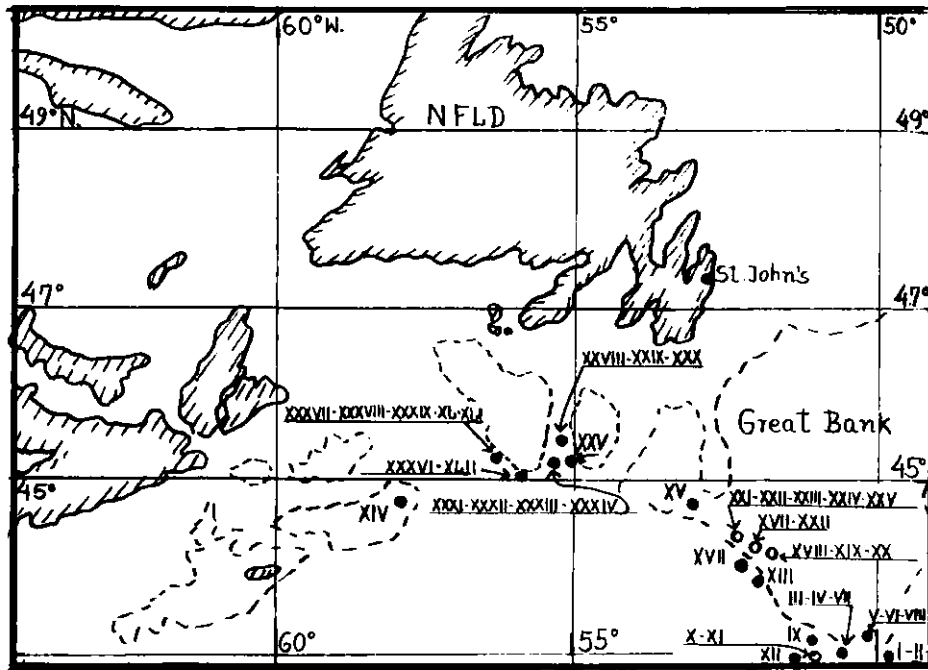 60°W. 55° 50°
49°N. NFLD 49°
St. John's
47° 47°
XXVIII-XXIX-XXX
XXXVII-XXXVIII-XXXIX-XL-XLI
XXV
Great Bank
XXXVI-XLII
45° 45°
XXXI-XXXII-XXXIII-XXXIV
XV
XXI-XXII-XXIII-XXIV-XXV
XIV
XVII-XXII
XVII
XVIII-XIX-XX
XIII
III-IV-VII
V-VI-VIII
60° 55°
X-XI
IX
XII
I-II